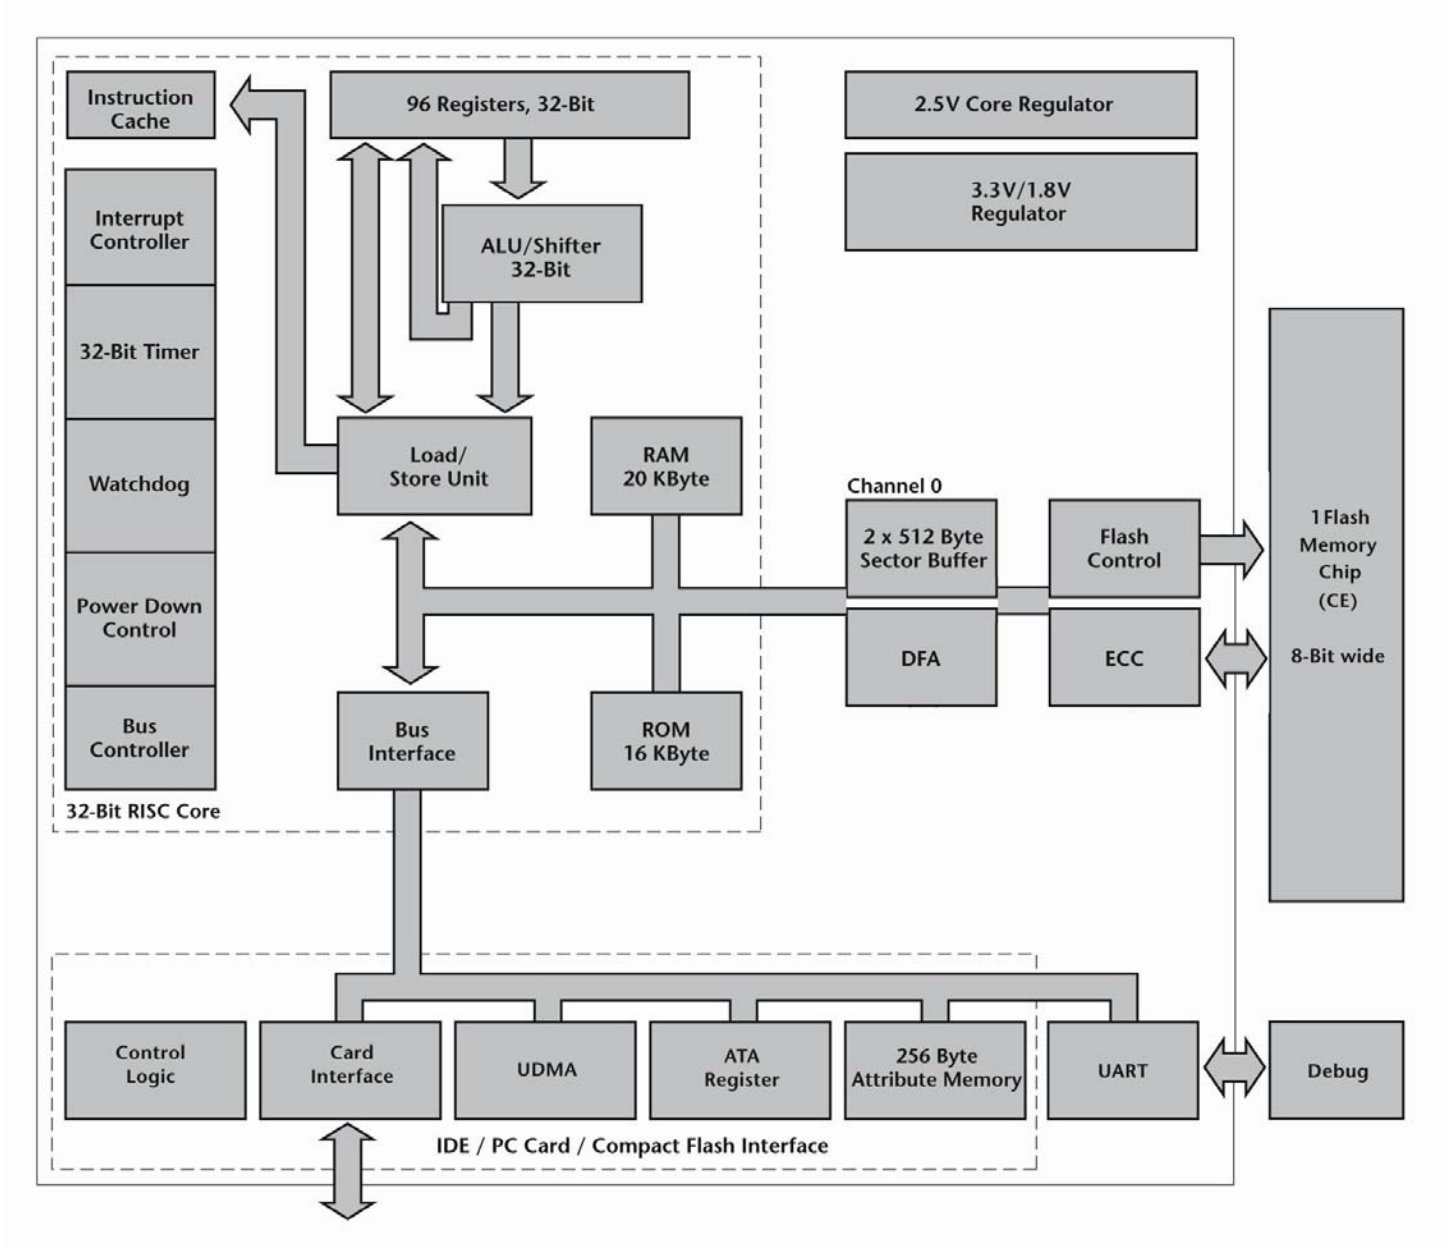 Instruction
Cache
96 Registers, 32-Bit
2.5V Core Regulator
3.3V/1.8V
Regulator
Interrupt
Controller
ALU/Shifter
32-Bit
32-Bit Timer
Load/
Store Unit
RAM
20 KByte
Watchdog
Channel 0
2 x 512 Byte
Sector Buffer
Flash
Control
1 Flash
Memory
Chip
(CE)
8-Bit wide
Power Down
Control
DFA
ECC
Bus
Controller
Bus
Interface
ROM
16 KByte
32-Bit RISC Core
Control
Logic
Card
Interface
UDMA
ATA
Register
256 Byte
Attribute Memory
UART
Debug
IDE / PC Card / Compact Flash Interface